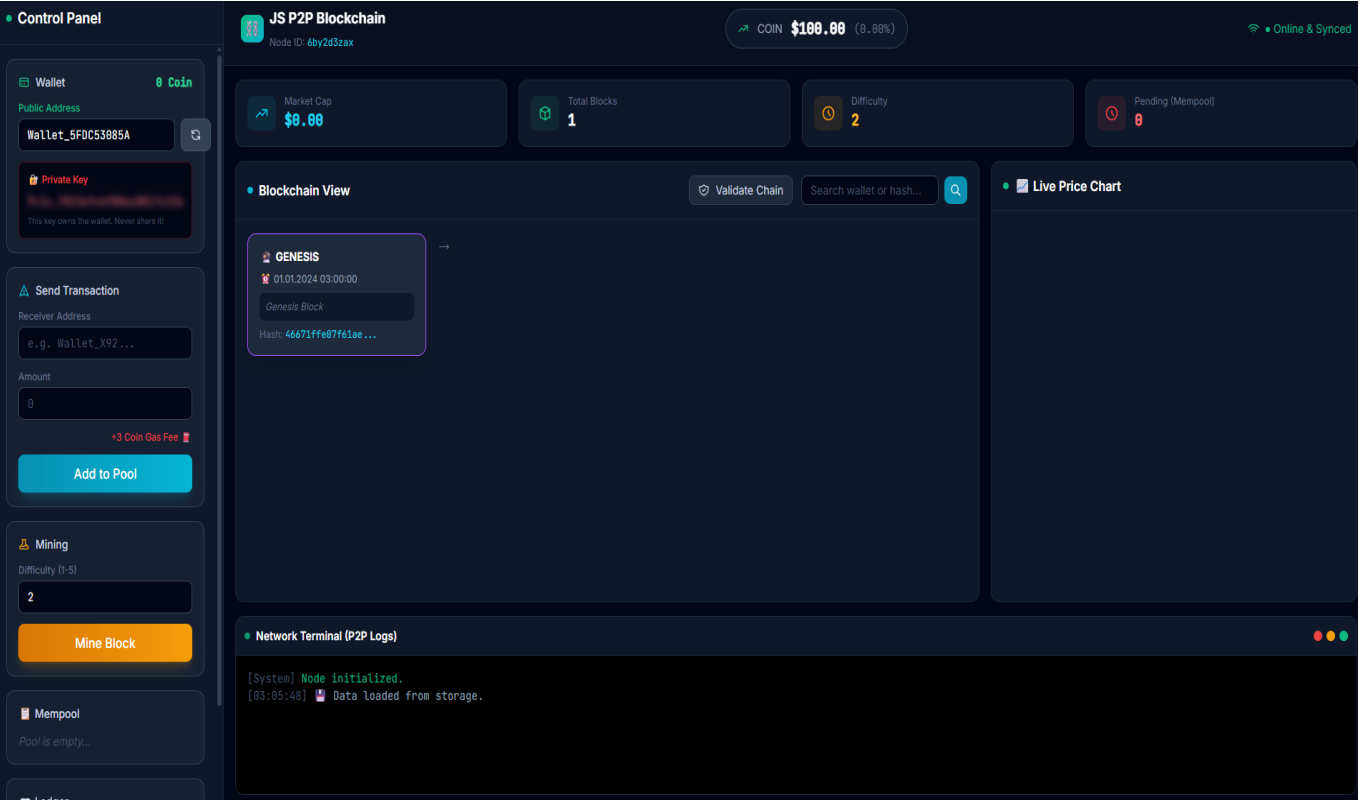 Control Panel
Wallet
0 Coin
Public Address
Wallet_5FDC53085A
Private Key
This key owns the wallet. Never share it!
Send Transaction
Receiver Address
e.g. Wallet_X92...
Amount
0
+3 Coin Gas Fee
Add to Pool
Mining
Difficulty (1-5)
2
Mine Block
Mempool
Pool is empty...
Ledger
JS P2P Blockchain
Node ID: 6by2d3zax
COIN $100.00 (0.00%)
Online & Synced
Market Cap
$0.00
Total Blocks
1
Difficulty
2
Pending (Mempool)
0
Blockchain View
Validate Chain
Search wallet or hash...
GENESIS
01.01.2024 03:00:00
Genesis Block
Hash: 46671ffe07f61ae...
→
Live Price Chart
Network Terminal (P2P Logs)
[System] Node initialized.
[03:05:48] Data loaded from storage.